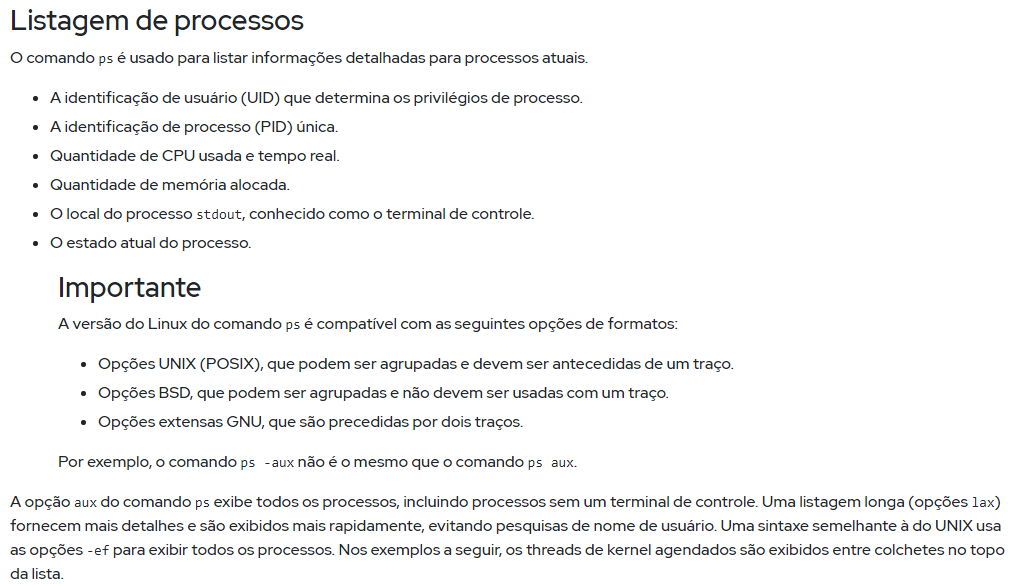 Listagem de processos
O comando ps é usado para listar informações detalhadas para processos atuais.
• A identificação de usuário (UID) que determina os privilégios de processo.
• A identificação de processo (PID) única.
• Quantidade de CPU usada e tempo real.
• Quantidade de memória alocada.
• O local do processo stdout, conhecido como o terminal de controle.
• O estado atual do processo.
Importante
A versão do Linux do comando ps é compatível com as seguintes opções de formatos:
• Opções UNIX (POSIX), que podem ser agrupadas e devem ser antecedidas de um traço.
• Opções BSD, que podem ser agrupadas e não devem ser usadas com um traço.
• Opções extensas GNU, que são precedidas por dois traços.
Por exemplo, o comando ps -aux não é o mesmo que o comando ps aux.
A opção aux do comando ps exibe todos os processos, incluindo processos sem um terminal de controle. Uma listagem longa (opções lax)
fornecem mais detalhes e são exibidos mais rapidamente, evitando pesquisas de nome de usuário. Uma sintaxe semelhante à do UNIX usa
as opções -ef para exibir todos os processos. Nos exemplos a seguir, os threads de kernel agendados são exibidos entre colchetes no topo
da lista.